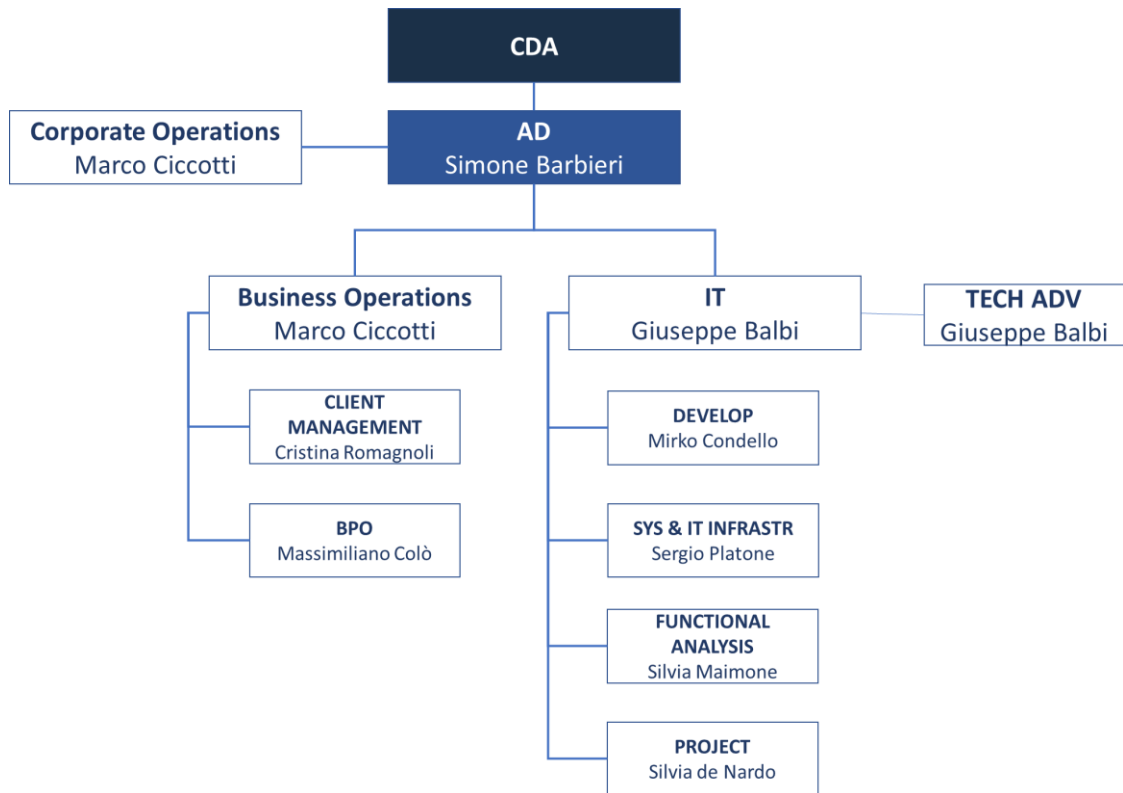 CDA
Corporate Operations
Marco Ciccotti
AD
Simone Barbieri
Business Operations
Marco Ciccotti
IT
Giuseppe Balbi
TECH ADV
Giuseppe Balbi
CLIENT
MANAGEMENT
Cristina Romagnoli
BPO
Massimiliano Colò
DEVELOP
Mirko Condello
SYS & IT INFRASTR
Sergio Platone
FUNCTIONAL
ANALYSIS
Silvia Maimone
PROJECT
Silvia de Nardo